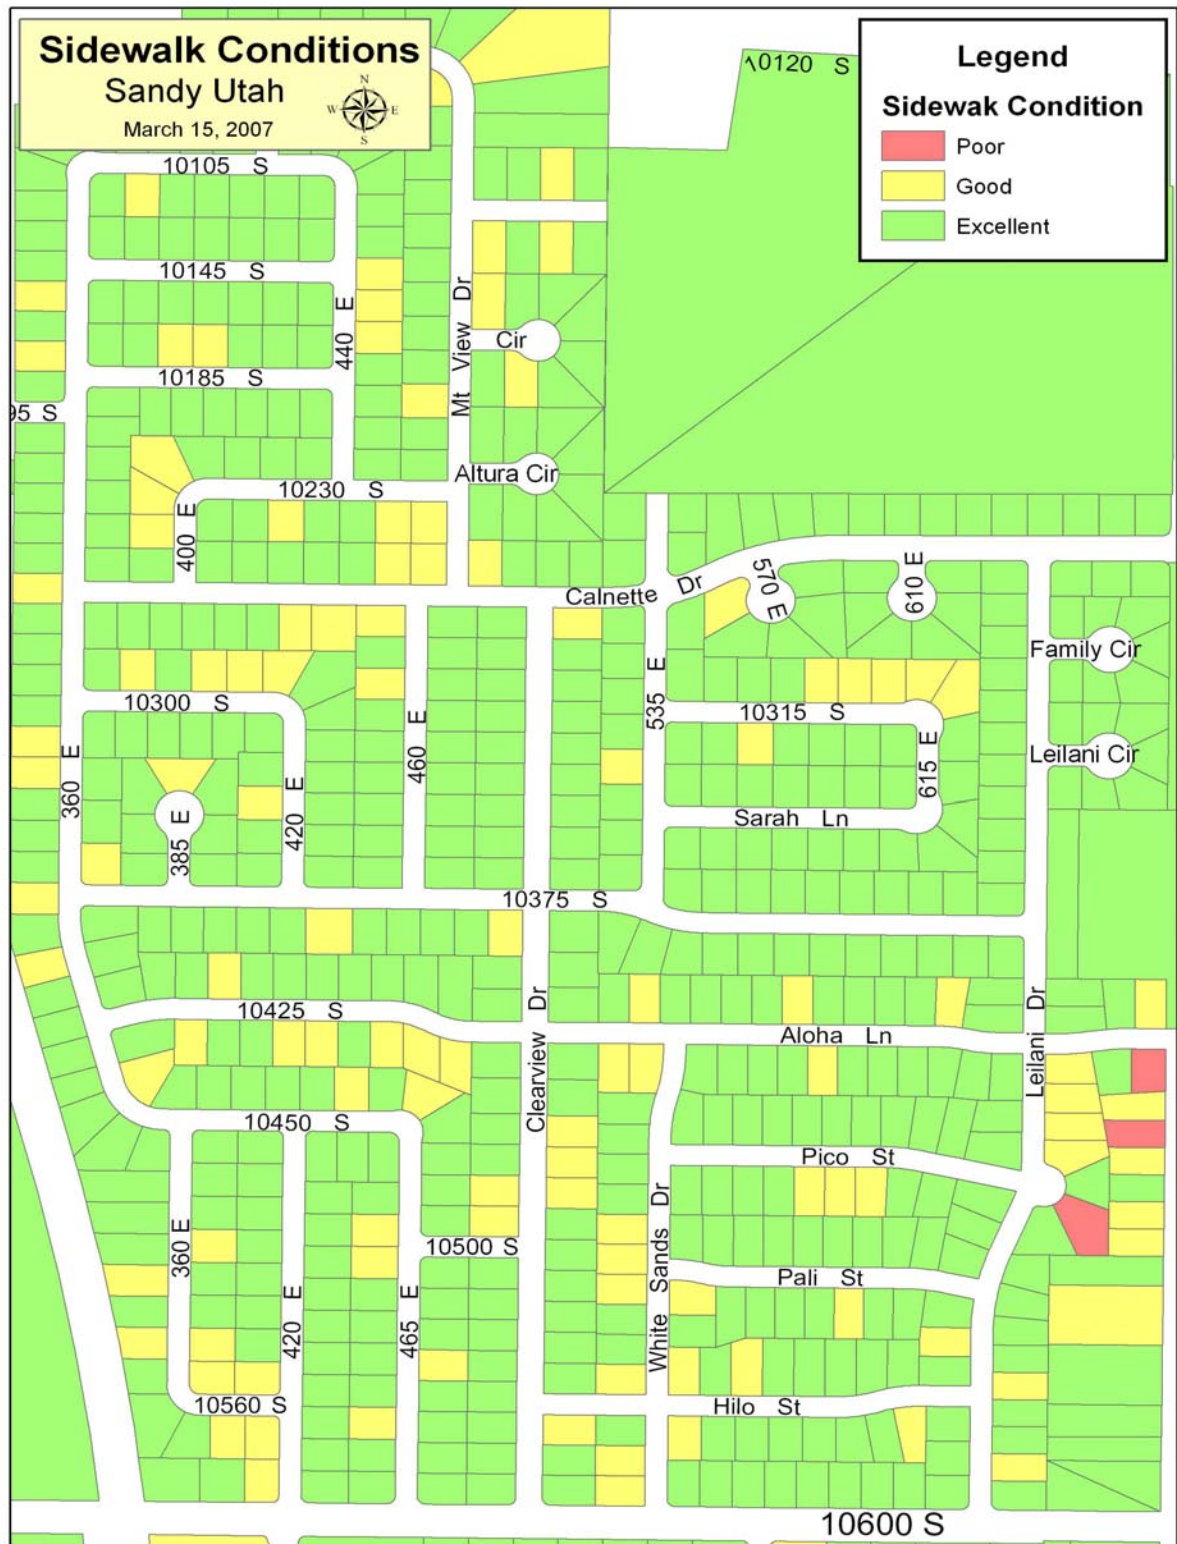 Sidewalk Conditions
Sandy Utah
March 15, 2007
N
W
E
S
Legend
Sidewak Condition
Poor
Good
Excellent
10120 S
10105 S
10145 S
440 E
Mt View Dr
Cir
10185 S
95 S
Altura Cir
10230 S
400 E
Calnette Dr
570 E
610 E
Family Cir
10300 S
535 E
10315 S
460 E
360 E
615 E
Leilani Cir
385 E
420 E
Sarah Ln
10375 S
10425 S
Clearview Dr
Aloha Ln
Leilani Dr
10450 S
Pico St
White Sands Dr
360 E
10500 S
Pali St
420 E
465 E
10560 S
Hilo St
10600 S